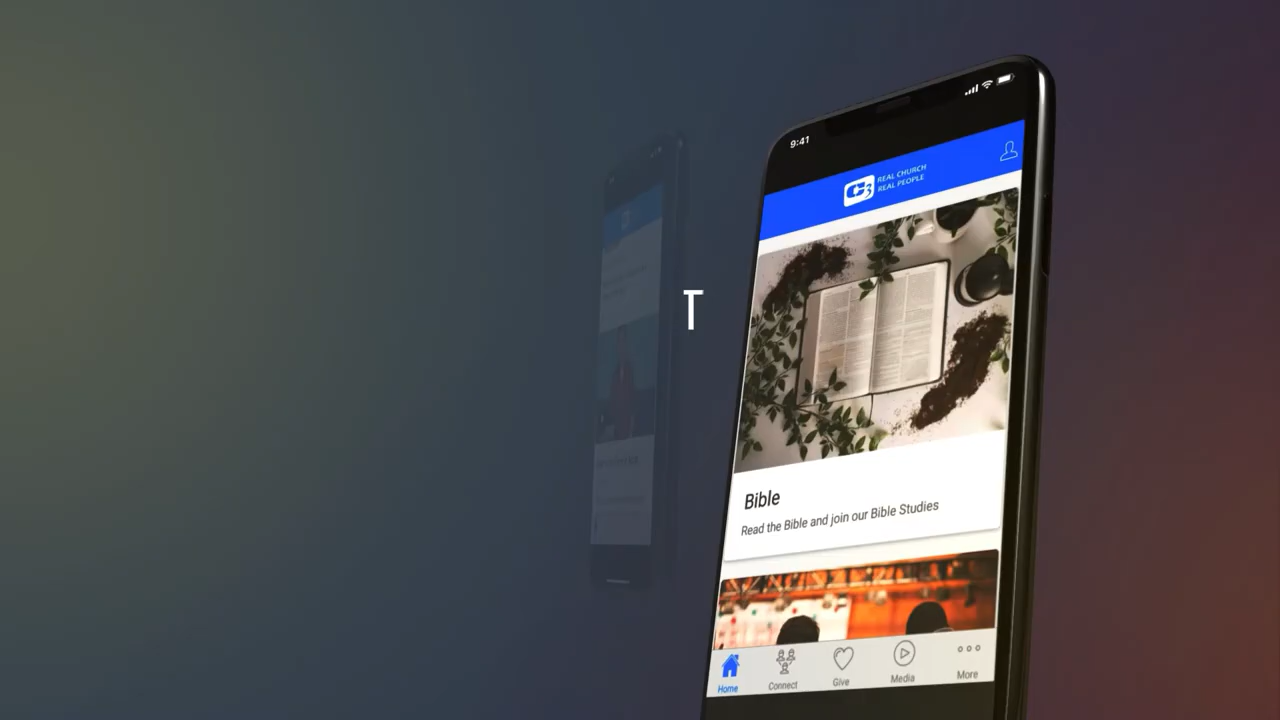 9:41
C3 REAL CHURCH
REAL PEOPLE
T
Bible
Read the Bible and join our Bible Studies
Home
Connect
Give
Media
More